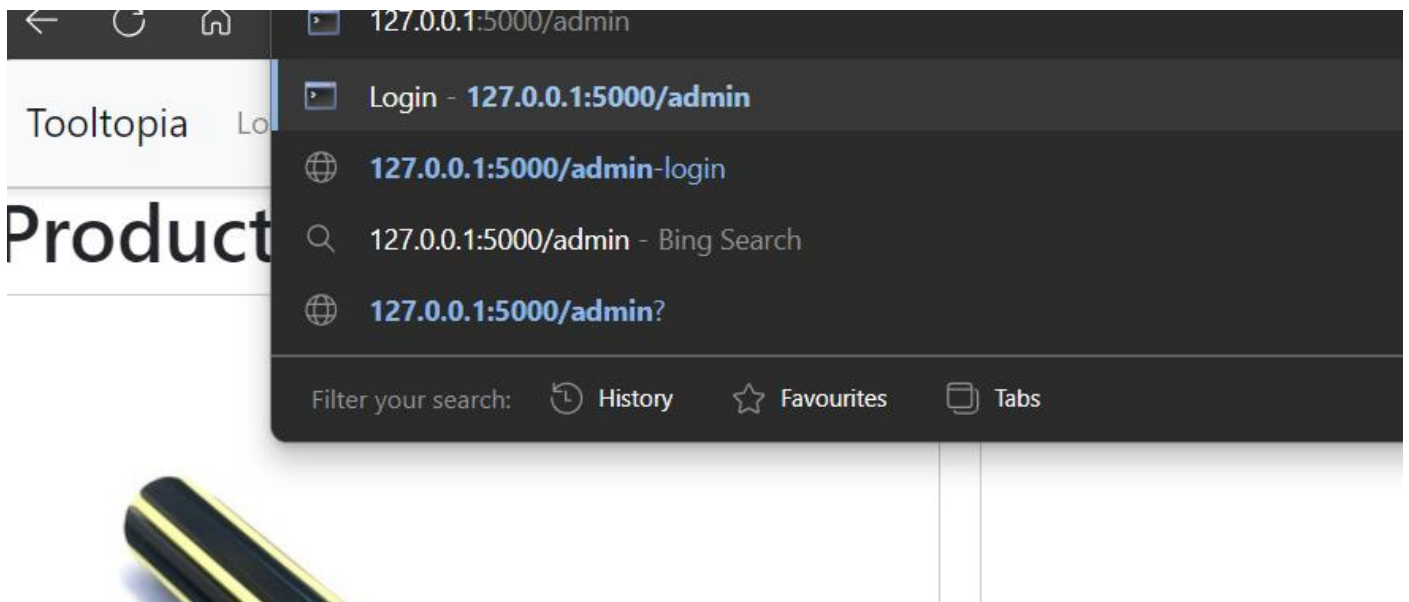 127.0.0.1:5000/admin
Login - 127.0.0.1:5000/admin
Tooltopia Lo
127.0.0.1:5000/admin-login
Product
127.0.0.1:5000/admin - Bing Search
127.0.0.1:5000/admin?
Filter your search: History Favourites Tabs